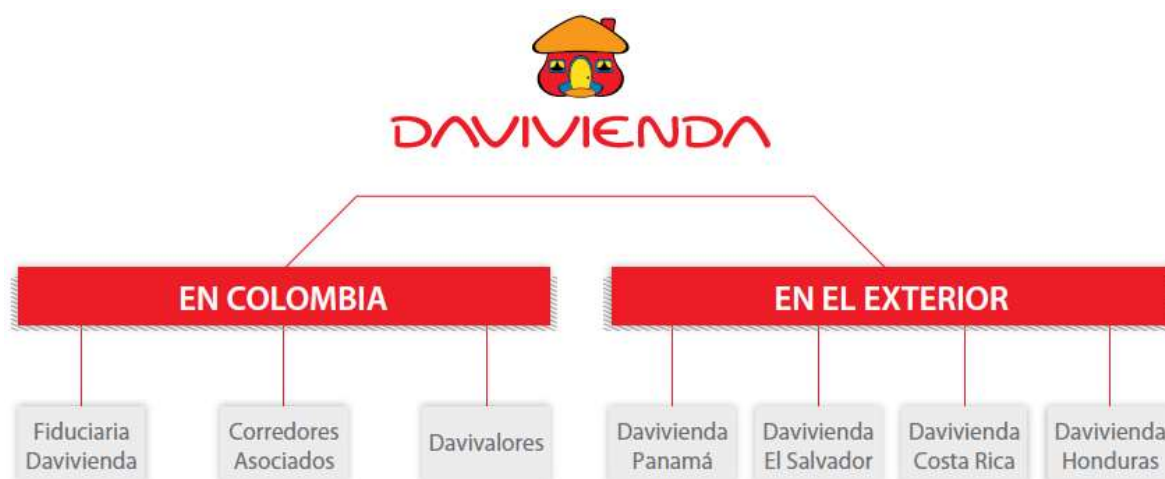 DAVIVIENDA
EN COLOMBIA
EN EL EXTERIOR
Fiduciaria
Davivienda
Corredores
Asociados
Davivalores
Davivienda
Panamá
Davivienda
El Salvador
Davivienda
Costa Rica
Davivienda
Honduras